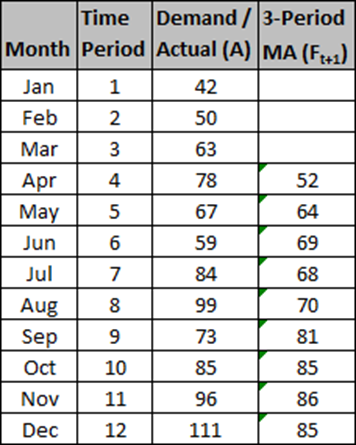 Month Time Period Demand / Actual (A) 3-Period MA (Ft+1)
Jan 1 42
Feb 2 50
Mar 3 63
Apr 4 78 52
May 5 67 64
Jun 6 59 69
Jul 7 84 68
Aug 8 99 70
Sep 9 73 81
Oct 10 85 85
Nov 11 96 86
Dec 12 111 85